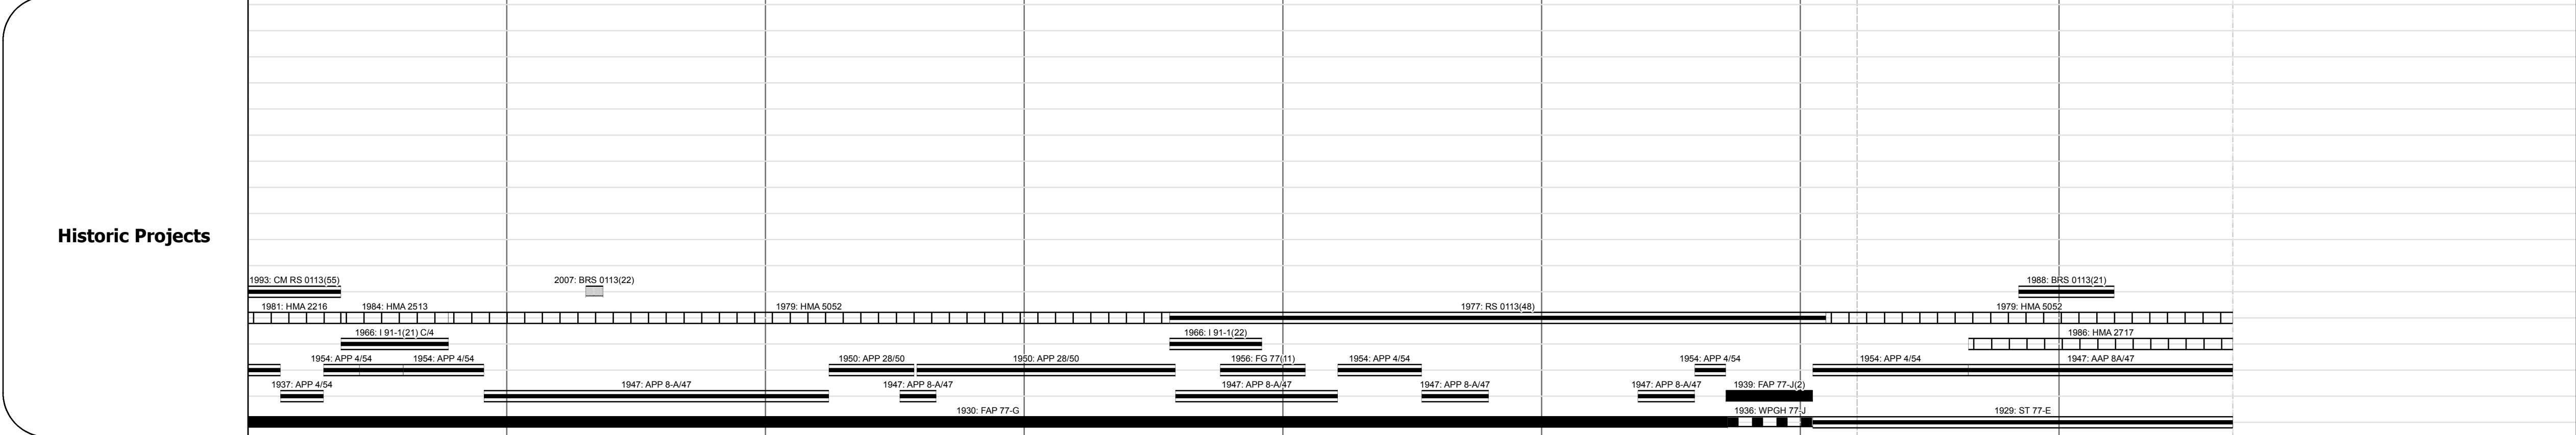 Historic Projects
1993: CM RS 0113(55)
2007: BRS 0113(22)
1988: BRS 0113(21)
1981: HMA 2216
1984: HMA 2513
1979: HMA 5052
1977: RS 0113(48)
1979: HMA 5052
1966: I 91-1(21) C/4
1966: I 91-1(22)
1986: HMA 2717
1954: APP 4/54
1954: APP 4/54
1950: APP 28/50
1950: APP 28/50
1956: FG 77(11)
1954: APP 4/54
1954: APP 4/54
1954: APP 4/54
1947: AAP 8A/47
1937: APP 4/54
1947: APP 8-A/47
1947: APP 8-A/47
1947: APP 8-A/47
1947: APP 8-A/47
1947: APP 8-A/47
1939: FAP 77-J(2)
1930: FAP 77-G
1936: WPGH 77-J
1929: ST 77-E